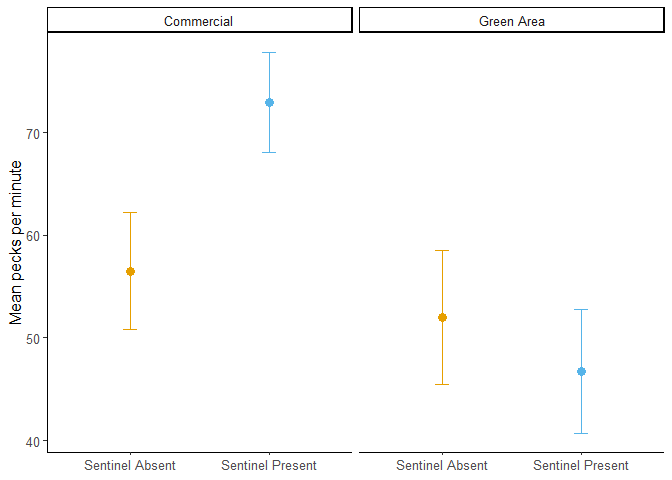 Commercial
Green Area
Mean pecks per minute
70
60
50
40
Sentinel Absent
Sentinel Present
Sentinel Absent
Sentinel Present